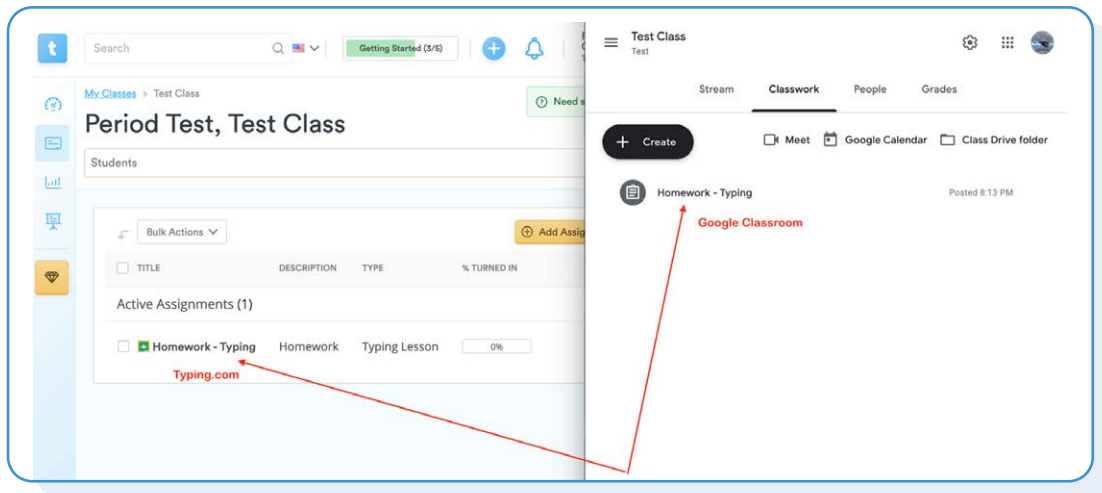 t
Search
Getting Started (3/5)
My Classes > Test Class
Need s
Period Test, Test Class
Students
Bulk Actions
Add Assig
TITLE DESCRIPTION TYPE % TURNED IN
Active Assignments (1)
Homework - Typing Homework Typing Lesson 0%
Typing.com
Test Class
Test
Stream Classwork People Grades
+ Create Meet Google Calendar Class Drive folder
Homework - Typing Posted 8:13 PM
Google Classroom